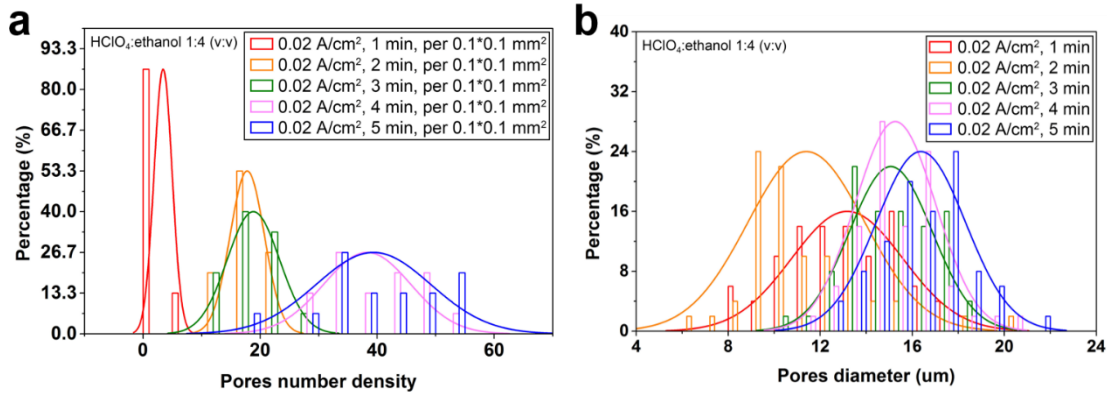 a
HClO₄:ethanol 1:4 (v:v)
0.02 A/cm², 1 min, per 0.1*0.1 mm²
0.02 A/cm², 2 min, per 0.1*0.1 mm²
0.02 A/cm², 3 min, per 0.1*0.1 mm²
0.02 A/cm², 4 min, per 0.1*0.1 mm²
0.02 A/cm², 5 min, per 0.1*0.1 mm²
Percentage (%)
93.3
80.0
66.7
53.3
40.0
26.7
13.3
0.0
0 20 40 60
Pores number density
b
HClO₄:ethanol 1:4 (v:v)
0.02 A/cm², 1 min
0.02 A/cm², 2 min
0.02 A/cm², 3 min
0.02 A/cm², 4 min
0.02 A/cm², 5 min
Percentage (%)
40
32
24
16
8
0
4 8 12 16 20 24
Pores diameter (um)